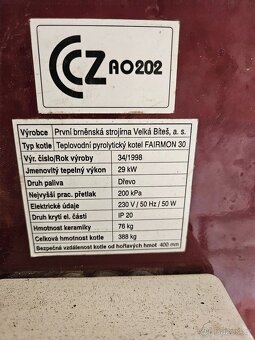 CCZ AO202
Výrobce První brněnská strojírna Velká Bíteš, a. s.
Typ kotle Teplovodní pyrolytický kotel FAIRMON 30
Výr. číslo/Rok výroby 34/1998
Jmenovitý tepelný výkon 29 kW
Druh paliva Dřevo
Nejvyšší prac. přetlak 200 kPa
Elektrické údaje 230 V / 50 Hz / 50 W
Druh krytí el. části IP 20
Hmotnost keramiky 76 kg
Celková hmotnost kotle 388 kg
Bezpečná vzdálenost kotle od hořlavých hmot 400 mm